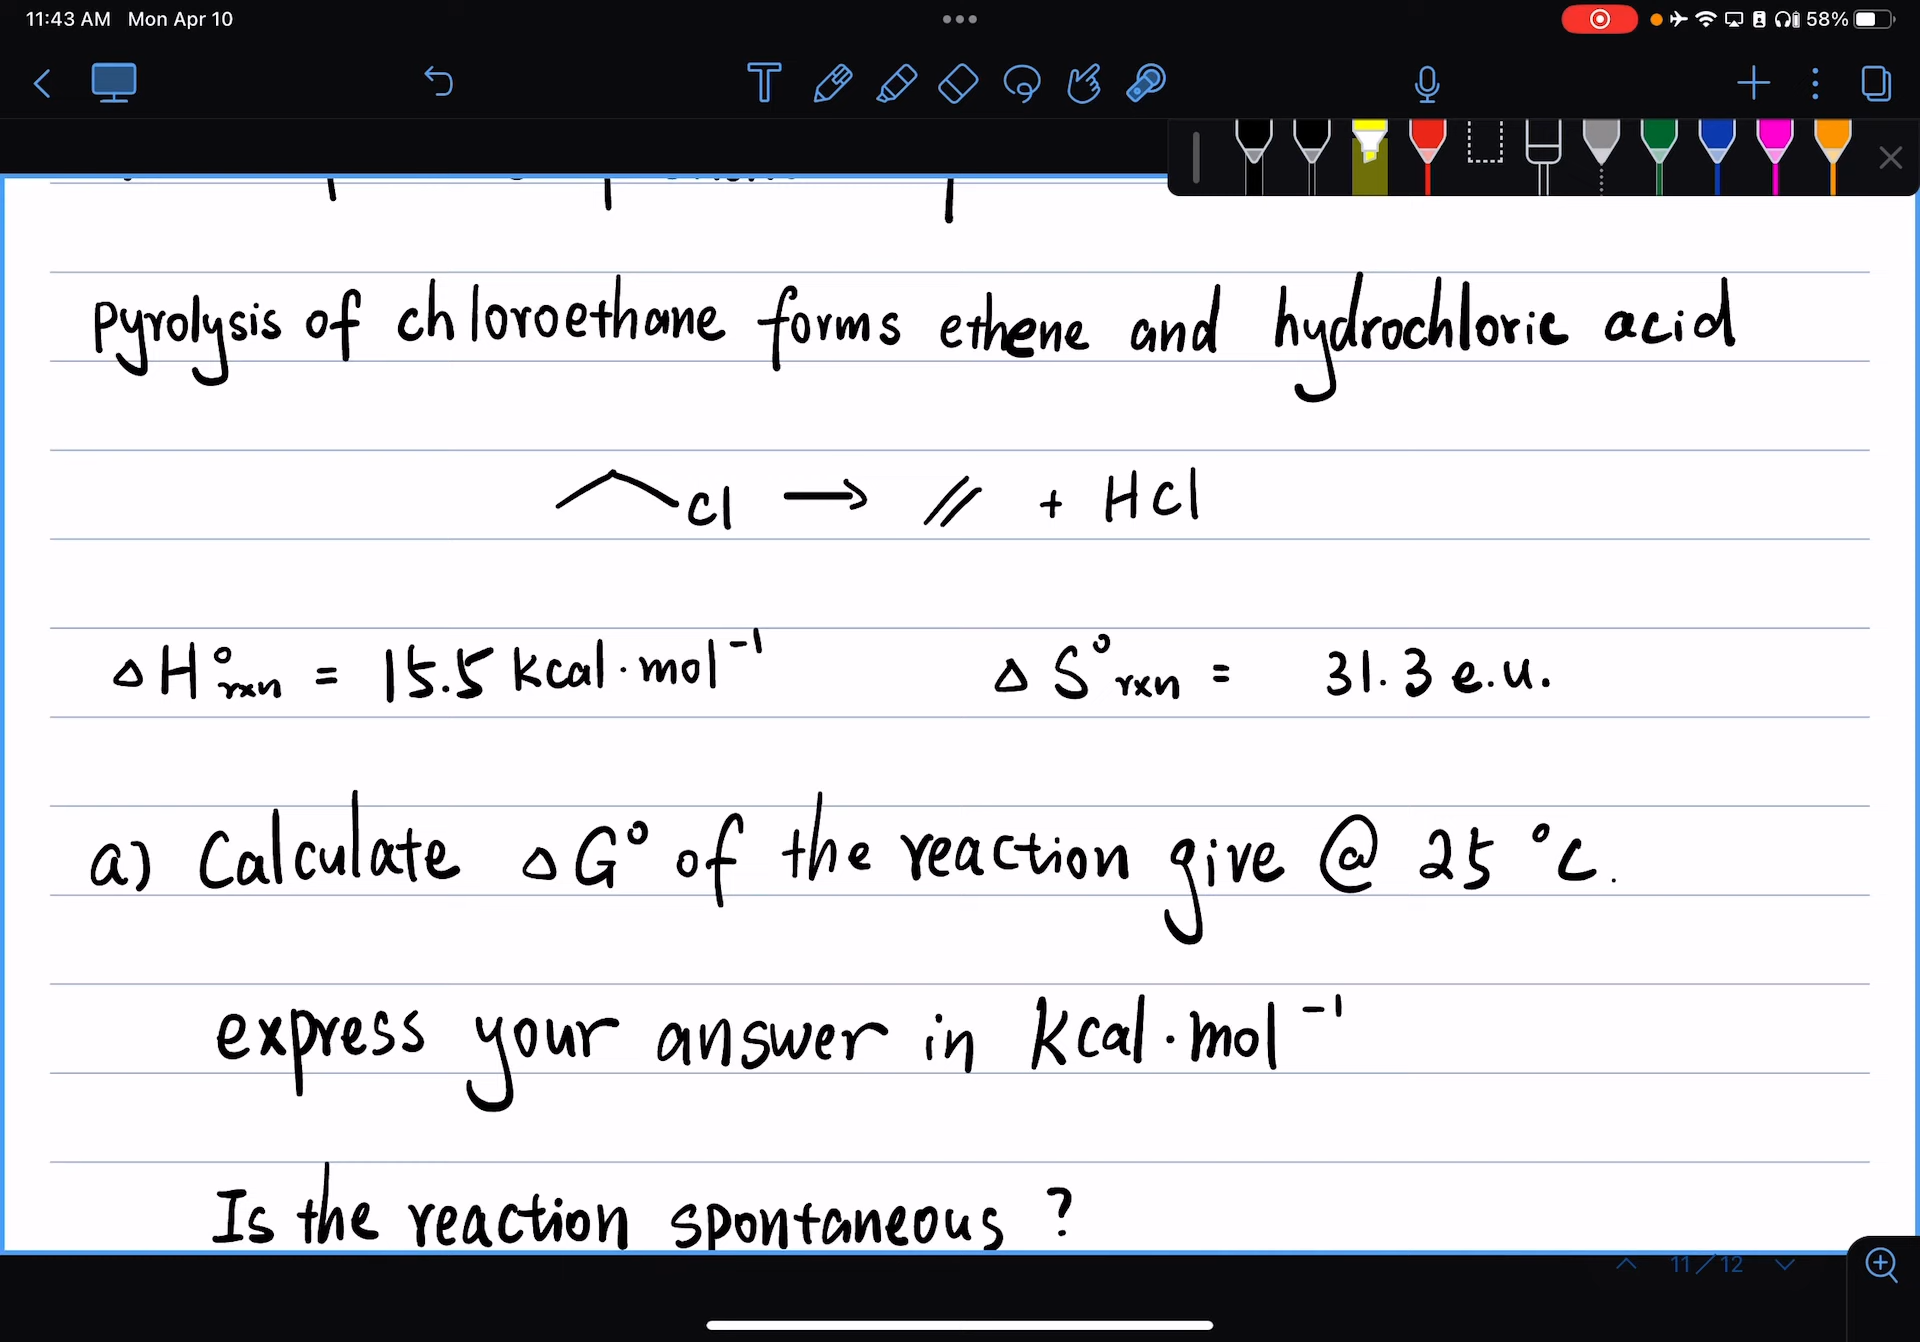 11:43 AM Mon Apr 10
58%
T
pyrolysis of chloroethane forms ethene and hydrochloric acid
Cl → // + HCl
ΔH°rxn = 15.5 kcal·mol⁻¹ ΔS°rxn = 31.3 e.u.
a) Calculate ΔG° of the reaction give @ 25 °C.
express your answer in kcal·mol⁻¹
Is the reaction spontaneous ?
11/12